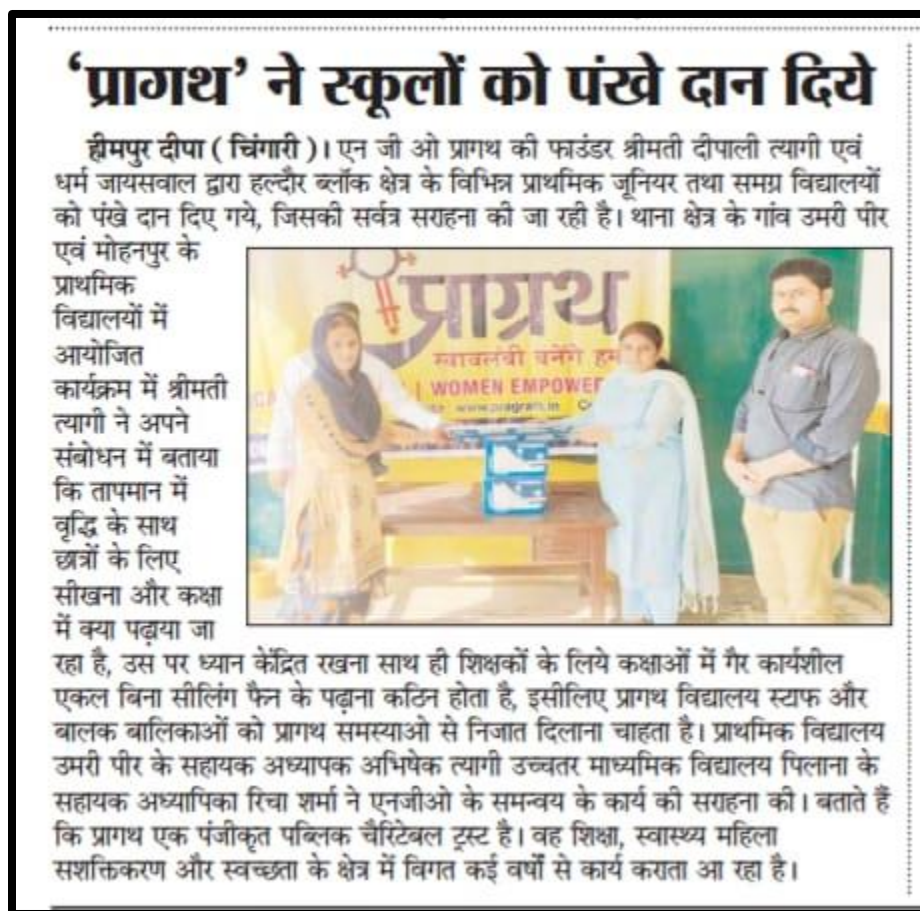 ‘प्रागथ’ ने स्कूलों को पंखे दान दिये
हीमपुर दीपा ( चिंगारी )। एन जी ओ प्रागथ की फाउंडर श्रीमती दीपाली त्यागी एवं
धर्म जायसवाल द्वारा हल्दौर ब्लॉक क्षेत्र के विभिन्न प्राथमिक जूनियर तथा समग्र विद्यालयों
को पंखे दान दिए गये, जिसकी सर्वत्र सराहना की जा रही है। थाना क्षेत्र के गांव उमरी पीर
एवं मोहनपुर के
प्राथमिक
विद्यालयों में
आयोजित
कार्यक्रम में श्रीमती
त्यागी ने अपने
संबोधन में बताया
कि तापमान में
वृद्धि के साथ
छात्रों के लिए
सीखना और कक्षा
में क्या पढ़ाया जा
प्राग्रथ
स्वावलंबी बनेंगे हम
| WOMEN EMPOWER
www.pragrath.in
रहा है, उस पर ध्यान केंद्रित रखना साथ ही शिक्षकों के लिये कक्षाओं में गैर कार्यशील
एकल बिना सीलिंग फैन के पढ़ाना कठिन होता है, इसीलिए प्रागथ विद्यालय स्टाफ और
बालक बालिकाओं को प्रागथ समस्याओ से निजात दिलाना चाहता है। प्राथमिक विद्यालय
उमरी पीर के सहायक अध्यापक अभिषेक त्यागी उच्चतर माध्यमिक विद्यालय पिलाना के
सहायक अध्यापिका रिचा शर्मा ने एनजीओ के समन्वय के कार्य की सराहना की। बताते हैं
कि प्रागथ एक पंजीकृत पब्लिक चैरिटेबल ट्रस्ट है। वह शिक्षा, स्वास्थ्य महिला
सशक्तिकरण और स्वच्छता के क्षेत्र में विगत कई वर्षों से कार्य कराता आ रहा है।